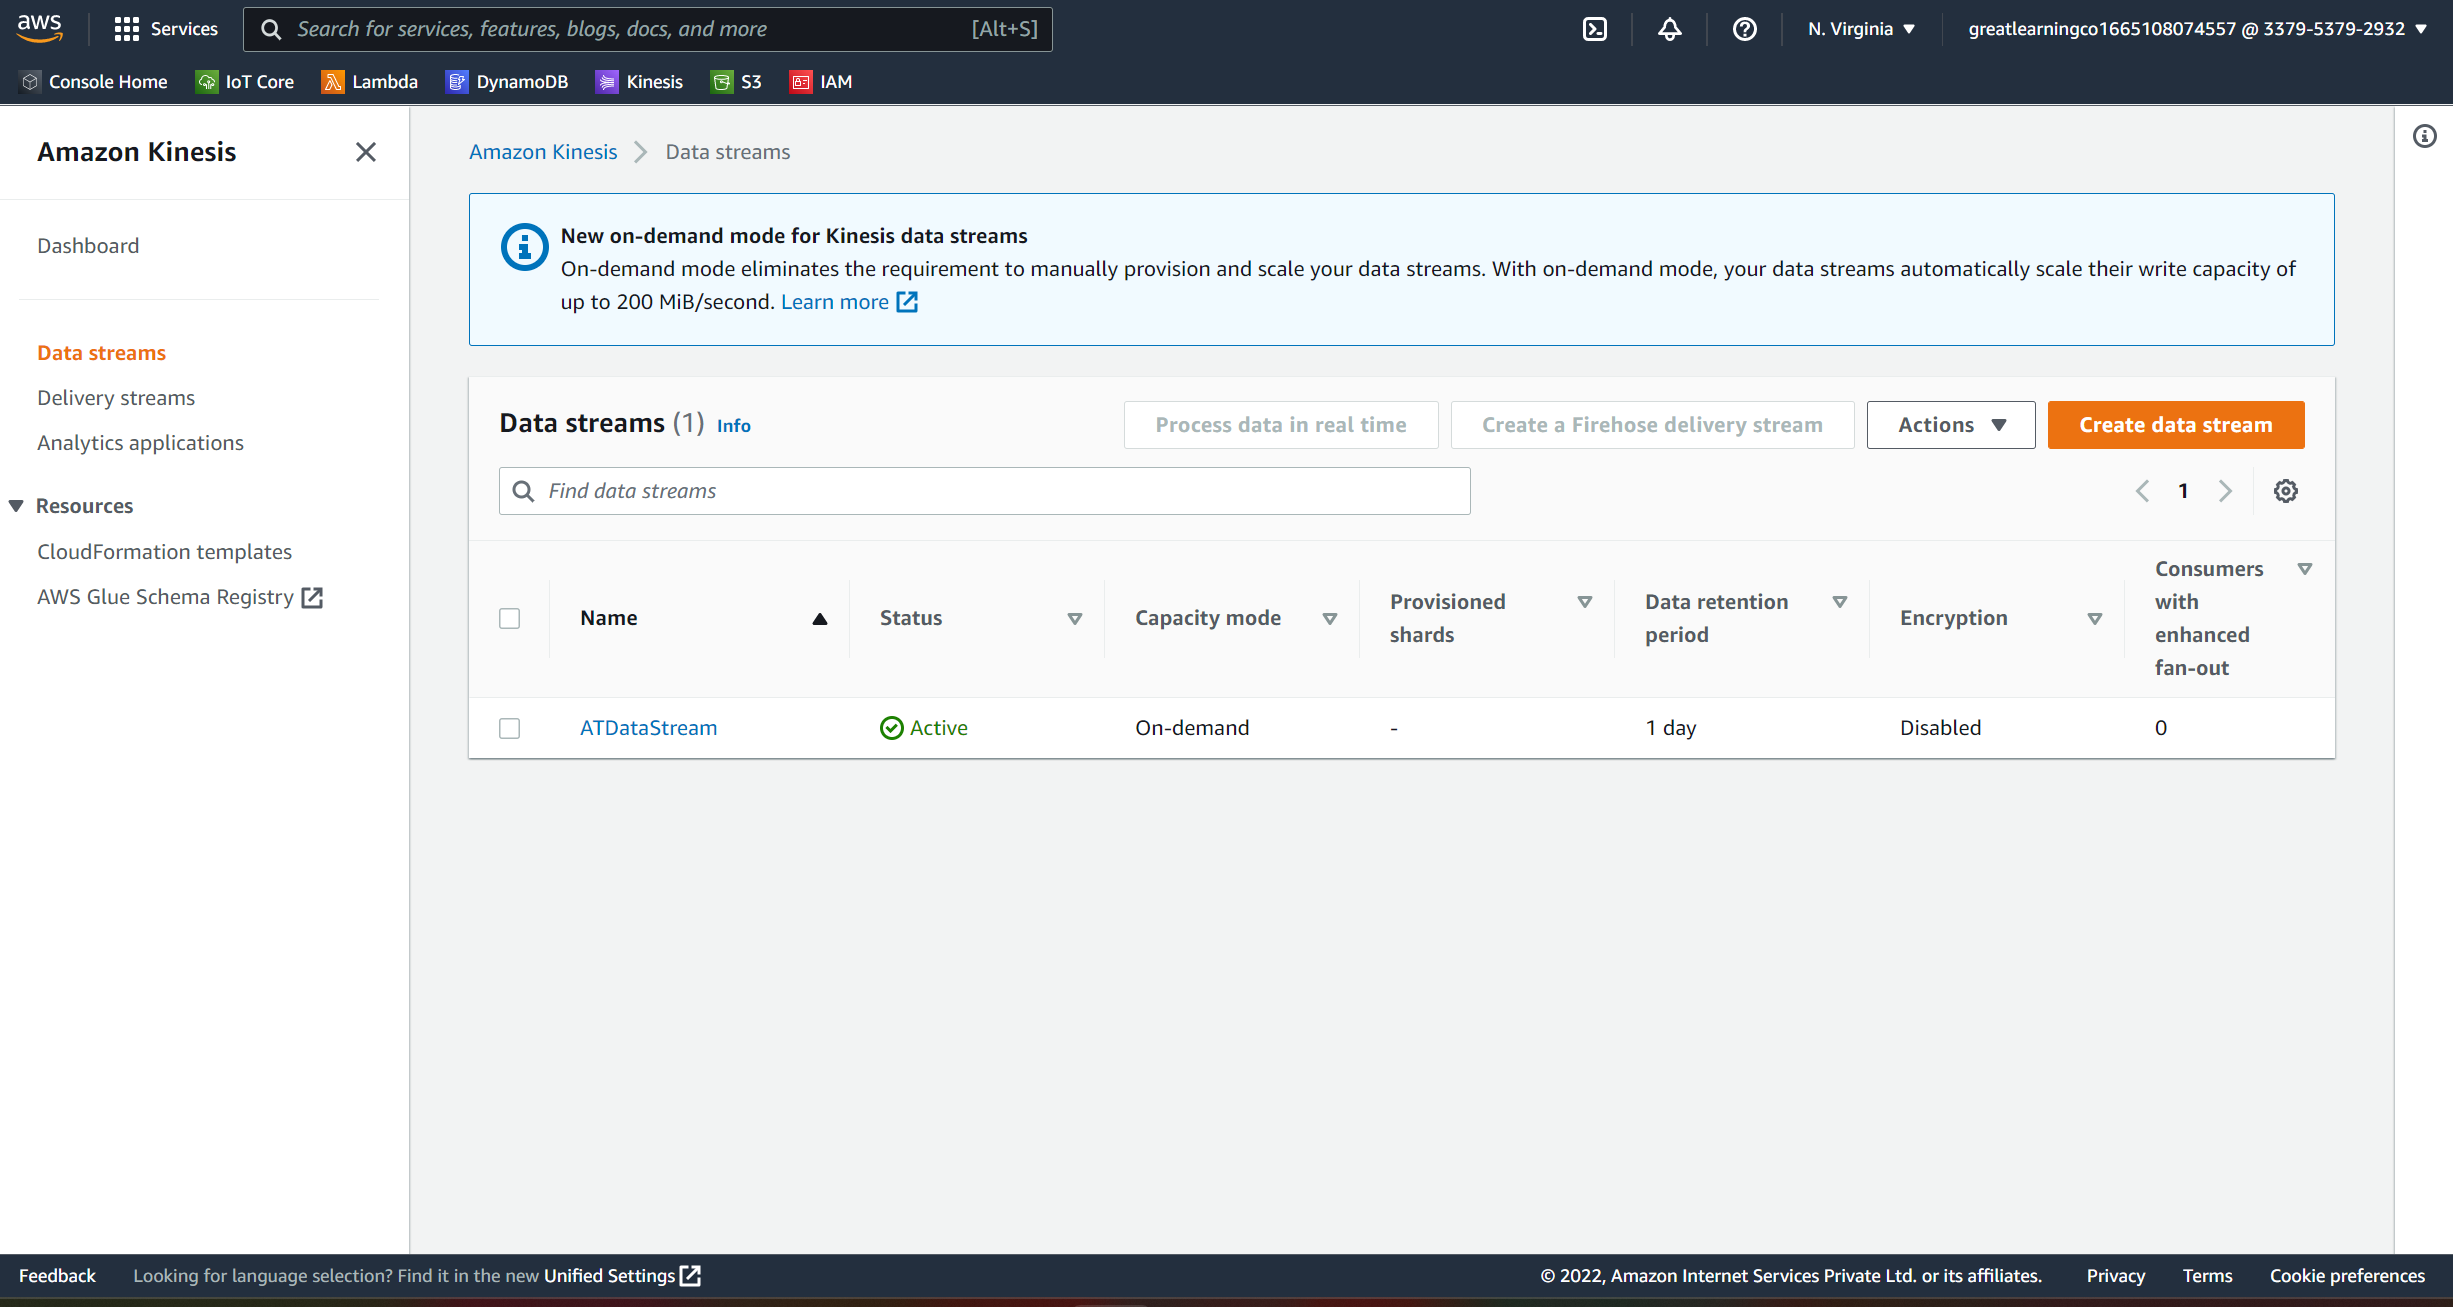 aws
Services
Search for services, features, blogs, docs, and more [Alt+S]
N. Virginia
greatlearningco1665108074557 @ 3379-5379-2932
Console Home
IoT Core
Lambda
DynamoDB
Kinesis
S3
IAM
Amazon Kinesis
Dashboard
Data streams
Delivery streams
Analytics applications
Resources
CloudFormation templates
AWS Glue Schema Registry
Amazon Kinesis
Data streams
New on-demand mode for Kinesis data streams
On-demand mode eliminates the requirement to manually provision and scale your data streams. With on-demand mode, your data streams automatically scale their write capacity of
up to 200 MiB/second. Learn more
Data streams (1) Info
Process data in real time
Create a Firehose delivery stream
Actions
Create data stream
Find data streams
1
Name
Status
Capacity mode
Provisioned
shards
Data retention
period
Encryption
Consumers
with
enhanced
fan-out
ATDataStream
Active
On-demand
-
1 day
Disabled
0
Feedback
Looking for language selection? Find it in the new Unified Settings
© 2022, Amazon Internet Services Private Ltd. or its affiliates.
Privacy
Terms
Cookie preferences